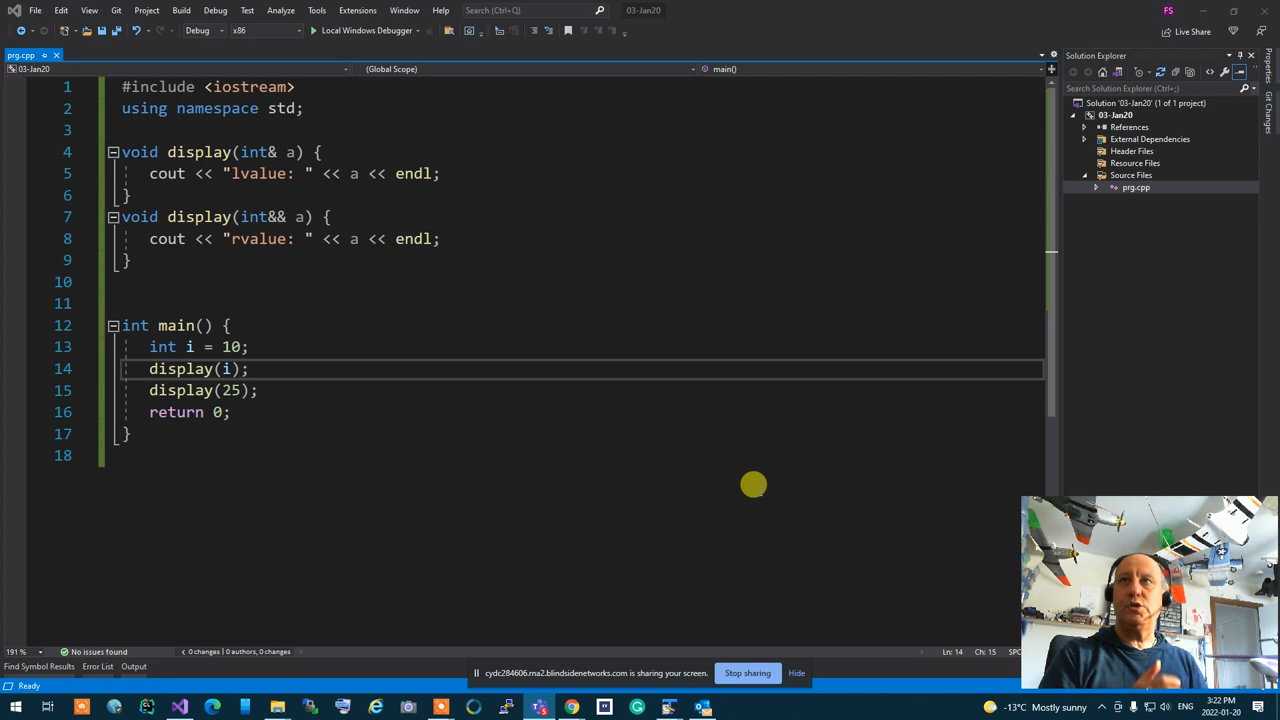 File Edit View Git Project Build Debug Test Analyze Tools Extensions Window Help Search (Ctrl+Q) 03-Jan20 FS
Debug x86 Local Windows Debugger Live Share
prg.cpp
03-Jan20 (Global Scope) main()
1 #include <iostream>
2 using namespace std;
3
4 void display(int& a) {
5 cout << "lvalue: " << a << endl;
6 }
7 void display(int&& a) {
8 cout << "rvalue: " << a << endl;
9 }
10
11
12 int main() {
13 int i = 10;
14 display(i);
15 display(25);
16 return 0;
17 }
18
Solution Explorer
Search Solution Explorer (Ctrl+;)
Solution '03-Jan20' (1 of 1 project)
03-Jan20
References
External Dependencies
Header Files
Resource Files
Source Files
prg.cpp
Properties
Git Changes
191 % No issues found 0 changes | 0 authors, 0 changes Ln: 14 Ch: 15 SPC
Find Symbol Results Error List Output
cydc284606.rna2.blindsidenetworks.com is sharing your screen. Stop sharing Hide
Ready
-13°C Mostly sunny ENG 3:22 PM
2022-01-20